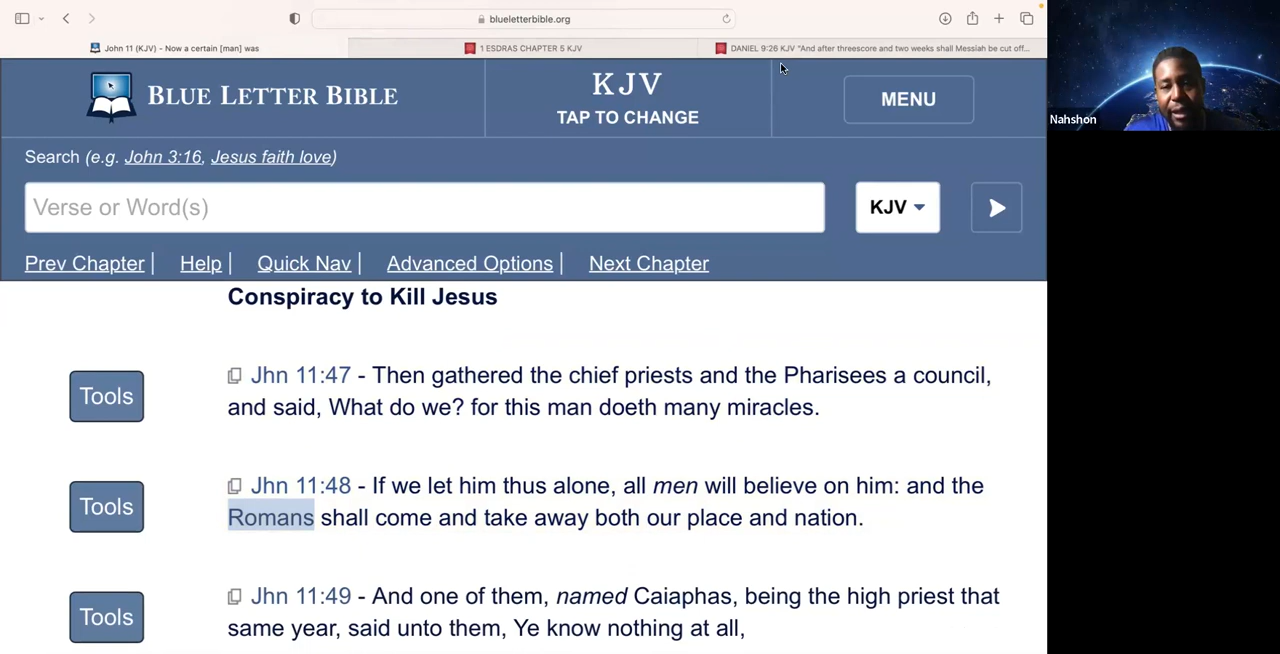 blueletterbible.org
John 11 (KJV) - Now a certain [man] was
1 ESDRAS CHAPTER 5 KJV
DANIEL 9:26 KJV "And after threescore and two weeks shall Messiah be cut off...
BLUE LETTER BIBLE
KJV
TAP TO CHANGE
MENU
Nahshon
Search (e.g. John 3:16, Jesus faith love)
Verse or Word(s)
KJV
Prev Chapter | Help | Quick Nav | Advanced Options | Next Chapter
Conspiracy to Kill Jesus
Tools
Jhn 11:47 - Then gathered the chief priests and the Pharisees a council,
and said, What do we? for this man doeth many miracles.
Tools
Jhn 11:48 - If we let him thus alone, all men will believe on him: and the
Romans shall come and take away both our place and nation.
Tools
Jhn 11:49 - And one of them, named Caiaphas, being the high priest that
same year, said unto them, Ye know nothing at all,